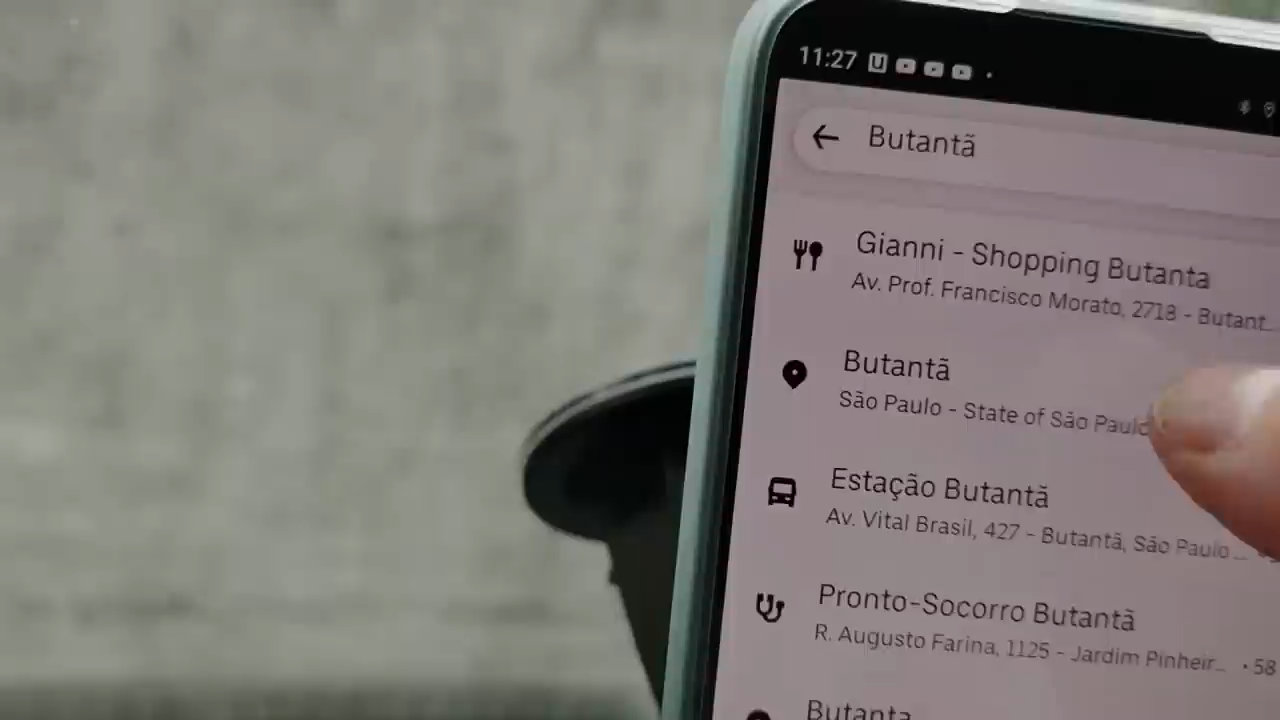 11:27
Butantã
Gianni - Shopping Butanta
Av. Prof. Francisco Morato, 2718 - Butant...
Butantã
São Paulo - State of São Paulo
Estação Butantã
Av. Vital Brasil, 427 - Butantã, São Paulo...
Pronto-Socorro Butantã
R. Augusto Farina, 1125 - Jardim Pinheir... • 58
Butanta